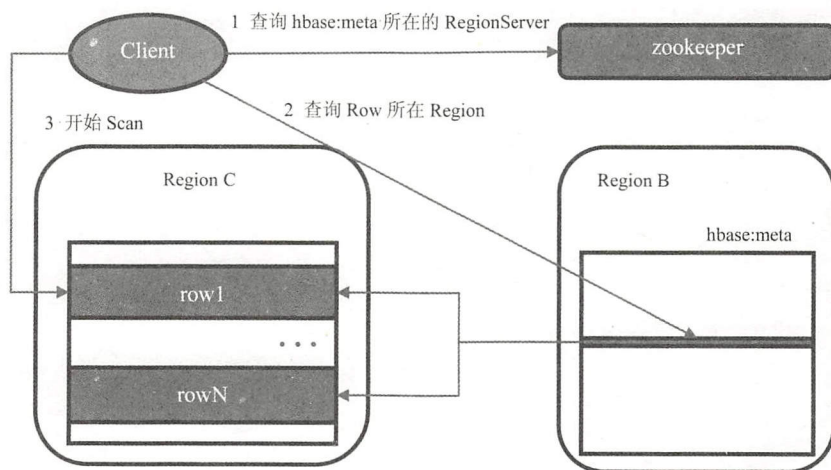 1 查询 hbase:meta 所在的 RegionServer
Client
zookeeper
2 查询 Row 所在 Region
3 开始 Scan
Region C
Region B
hbase:meta
row1
...
rowN